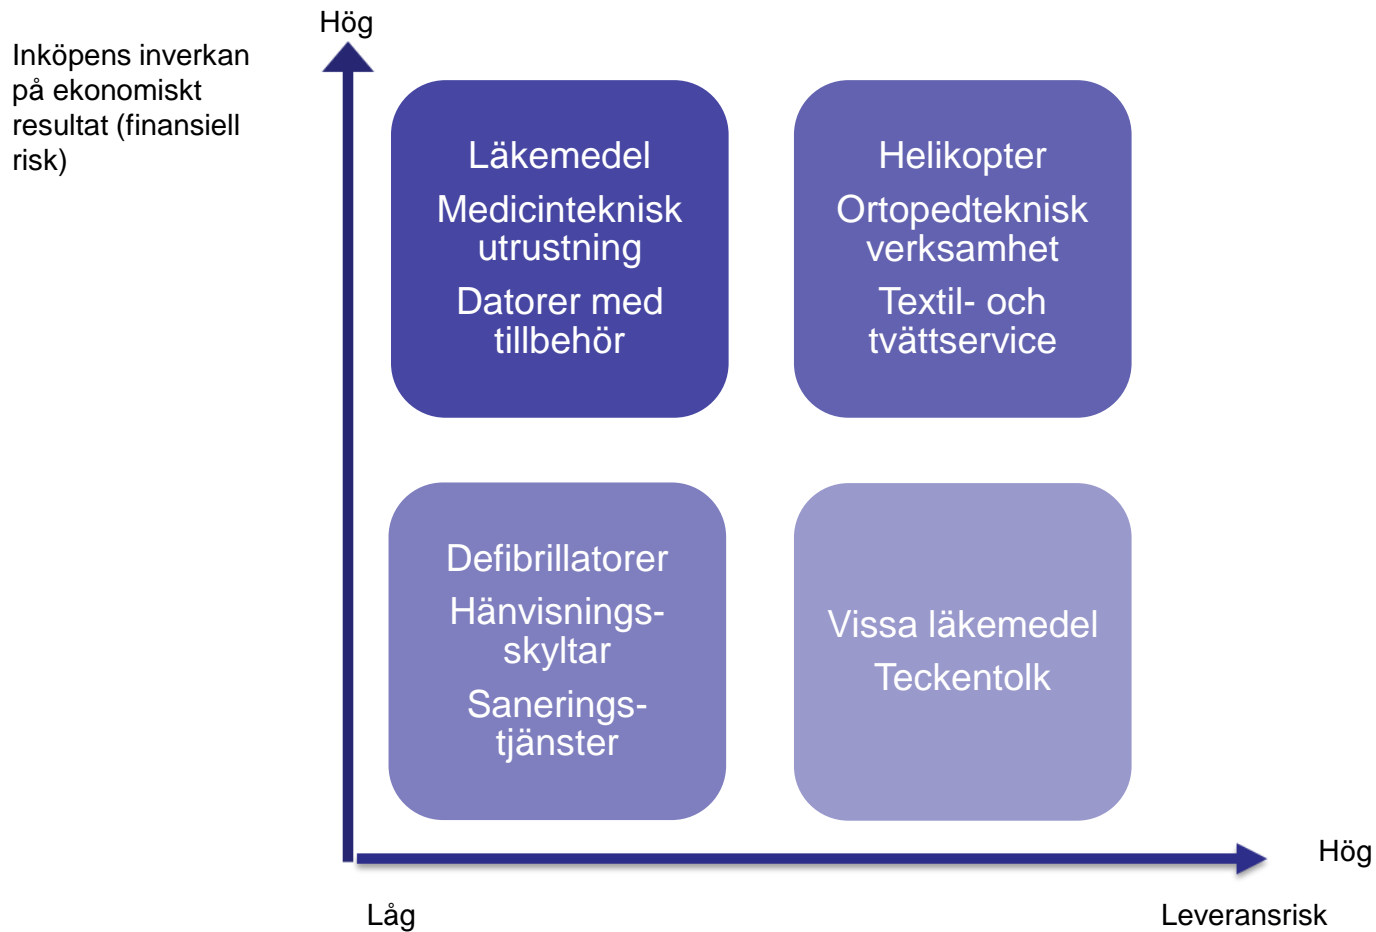 Hög
Inköpens inverkan
på ekonomiskt
resultat (finansiell
risk)
Läkemedel
Medicinteknisk
utrustning
Datorer med
tillbehör
Helikopter
Ortopedteknisk
verksamhet
Textil- och
tvättservice
Defibrillatorer
Hänvisnings-
skyltar
Sanerings-
tjänster
Vissa läkemedel
Teckentolk
Hög
Låg
Leveransrisk